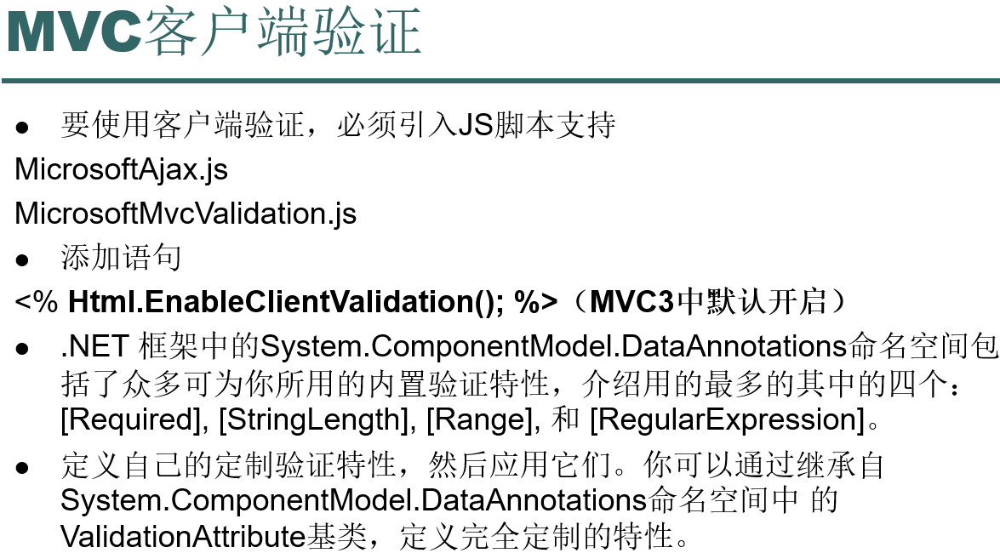 MVC客户端验证
● 要使用客户端验证，必须引入JS脚本支持
MicrosoftAjax.js
MicrosoftMvcValidation.js
● 添加语句
<% Html.EnableClientValidation(); %>（MVC3中默认开启）
● .NET 框架中的System.ComponentModel.DataAnnotations命名空间包
括了众多可为你所用的内置验证特性，介绍用的最多的其中的四个：
[Required], [StringLength], [Range], 和 [RegularExpression]。
● 定义自己的定制验证特性，然后应用它们。你可以通过继承自
System.ComponentModel.DataAnnotations命名空间中 的
ValidationAttribute基类，定义完全定制的特性。